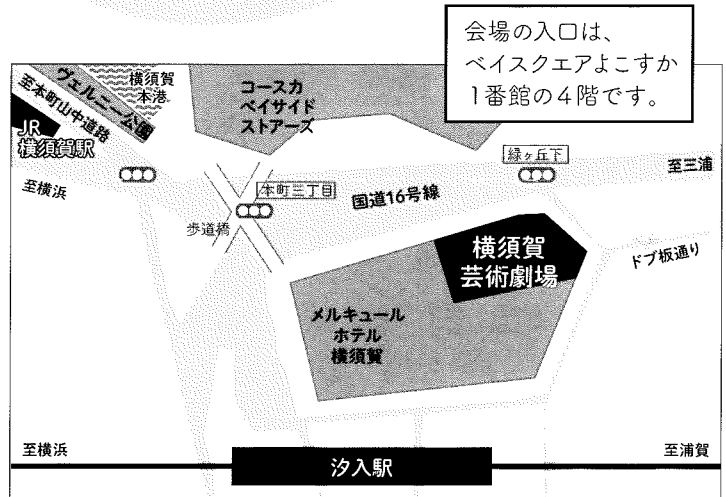 会場の入口は、
ベイスクエアよこすか
1番館の4階です。
ヴェルニー公園
横須賀
本港
至本町山中道路
JR
横須賀駅
コースカ
ベイサイド
ストアーズ
緑ヶ丘下
至三浦
至横浜
本町三丁目
国道16号線
歩道橋
横須賀
芸術劇場
ドブ板通り
メルキュール
ホテル
横須賀
至横浜
汐入駅
至浦賀